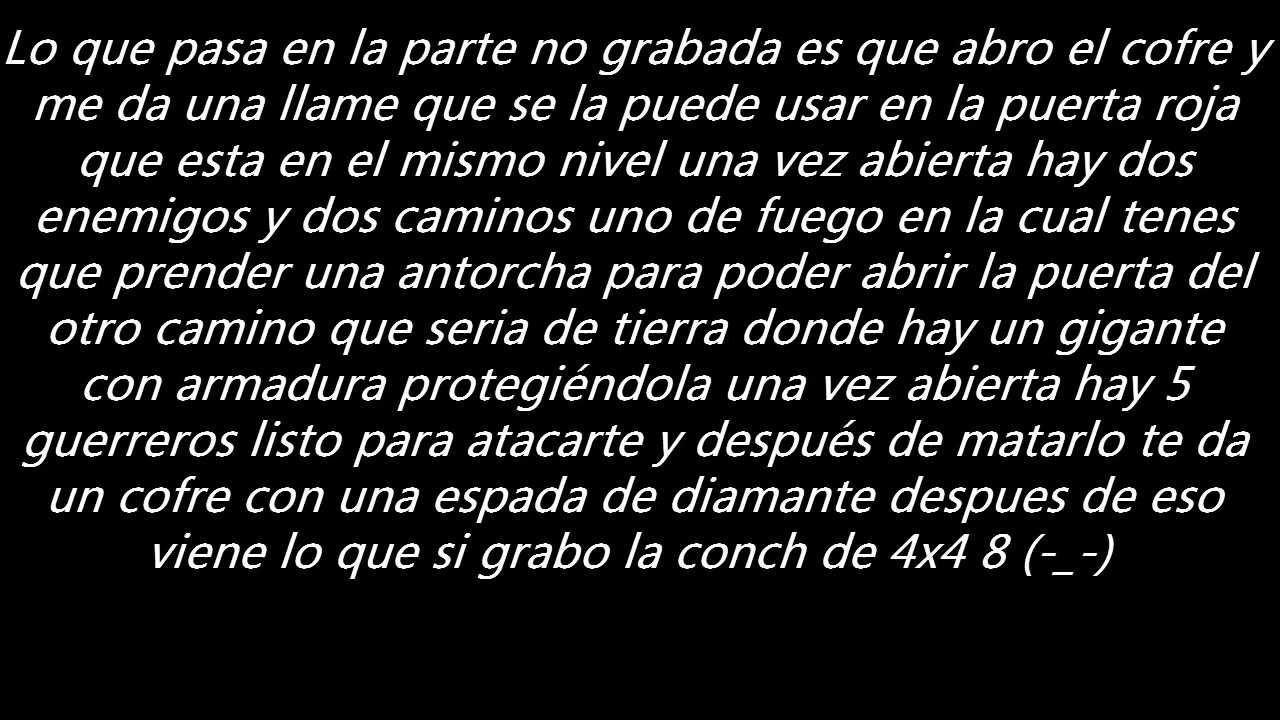 Lo que pasa en la parte no grabada es que abro el cofre y
me da una llame que se la puede usar en la puerta roja
que esta en el mismo nivel una vez abierta hay dos
enemigos y dos caminos uno de fuego en la cual tenes
que prender una antorcha para poder abrir la puerta del
otro camino que seria de tierra donde hay un gigante
con armadura protegiéndola una vez abierta hay 5
guerreros listo para atacarte y después de matarlo te da
un cofre con una espada de diamante despues de eso
viene lo que si grabo la conch de 4x4 8 (-_-)